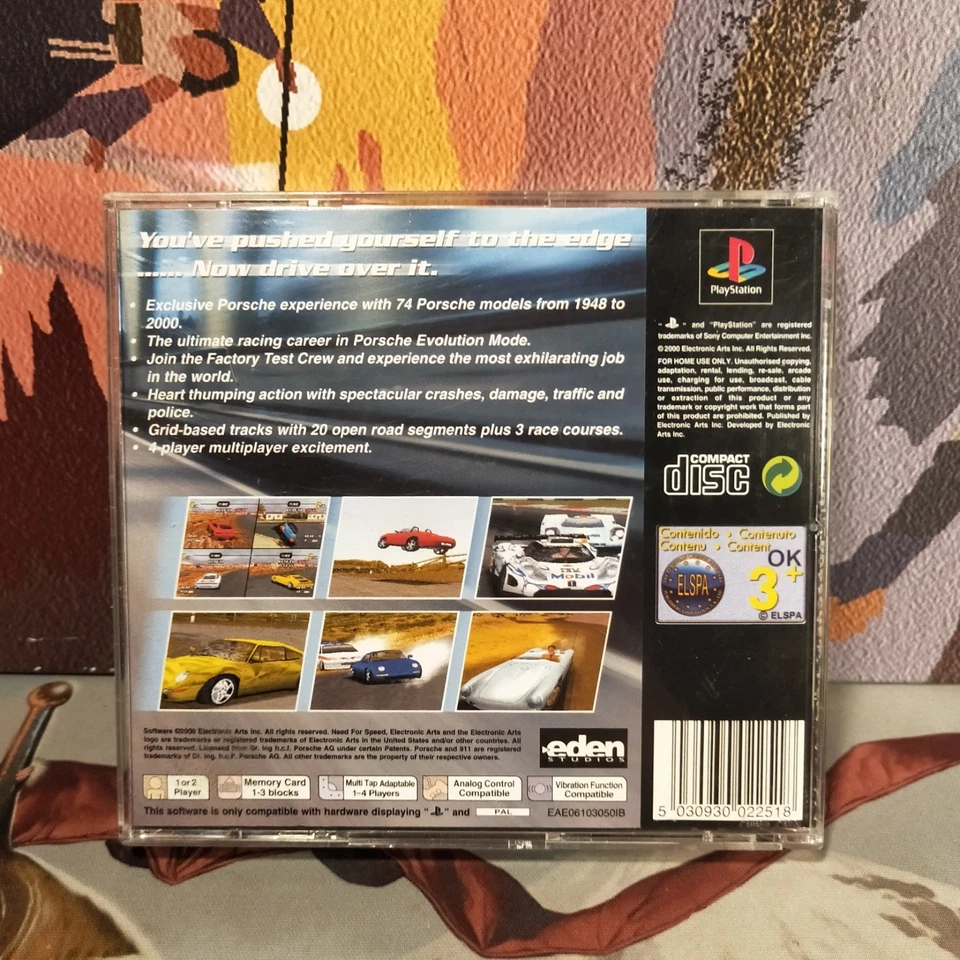 You've pushed yourself to the edge
...... Now drive over it.
• Exclusive Porsche experience with 74 Porsche models from 1948 to
2000.
• The ultimate racing career in Porsche Evolution Mode.
• Join the Factory Test Crew and experience the most exhilarating job
in the world.
• Heart thumping action with spectacular crashes, damage, traffic and
police.
• Grid-based tracks with 20 open road segments plus 3 race courses.
• 4-player multiplayer excitement.
Mobil
1
Software ©2000 Electronic Arts Inc. All rights reserved. Need For Speed, Electronic Arts and the Electronic Arts
logo are trademarks or registered trademarks of Electronic Arts in the United States and/or other countries. All
rights reserved. Licensed from Dr. Ing h.c.f. Porsche AG under certain Patents. Porsche and 911 are registered
trademarks of Dr. Ing. h.c.F. Porsche AG. All other trademarks are the property of their respective owners.
eden
STUDIOS
1 or 2
Player
Memory Card
1-3 blocks
Multi Tap Adaptable
1~4 Players
Analog Control
Compatible
Vibration Function
Compatible
This software is only compatible with hardware displaying " " and PAL
EAE06103050IB
PlayStation
" " and "PlayStation" are registered
trademarks of Sony Computer Entertainment Inc.
© 2000 Electronic Arts Inc. All Rights Reserved.
FOR HOME USE ONLY. Unauthorised copying,
adaptation, rental, lending, re-sale, arcade
use, charging for use, broadcast, cable
transmission, public performance, distribution
or extraction of this product or any
trademark or copyright work that forms part
of this product are prohibited. Published by
Electronic Arts Inc. Developed by Electronic
Arts Inc.
COMPACT
disc
Contenido • Contenuto
Contenu • Content
OK
ELSPA
3+
© ELSPA
5 030930 022518